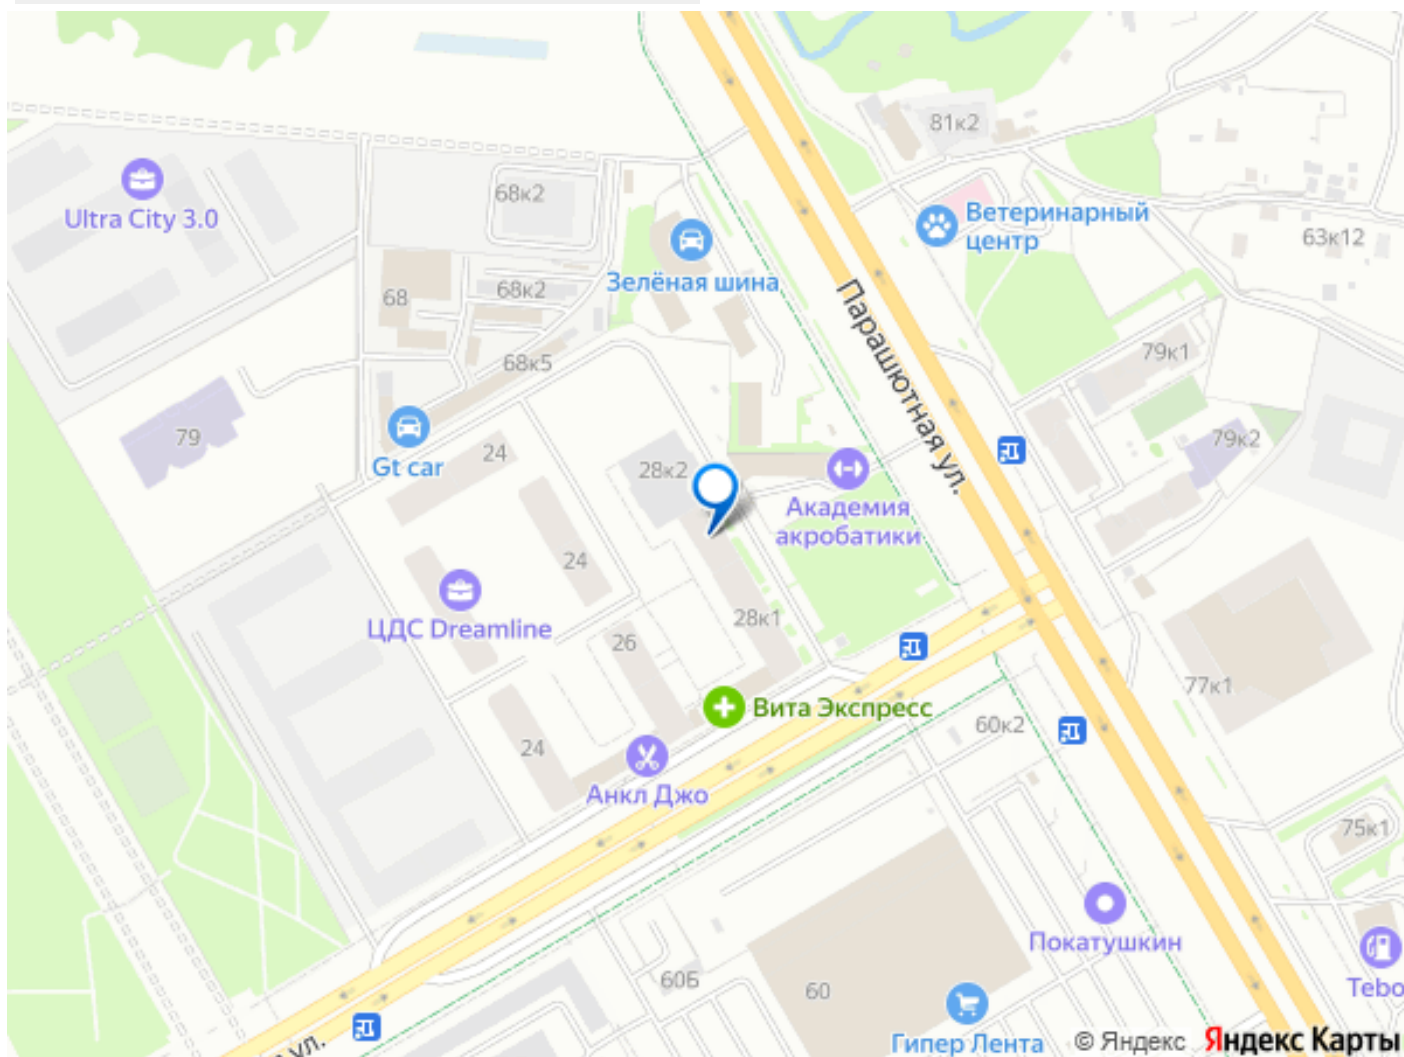 81к2
Ultra City 3.0
68к2
Ветеринарный
центр
63к12
Зелёная шина
68
68к2
Парашютная ул.
79к1
68к5
79
Gt car
24
28к2
79к2
Академия
акробатики
24
ЦДС Dreamline
26
28к1
77к1
Вита Экспресс
60к2
24
Анкл Джо
75к1
Покатушкин
60Б
60
Tebo
Гипер Лента
ул.
© Яндекс
Яндекс Карты